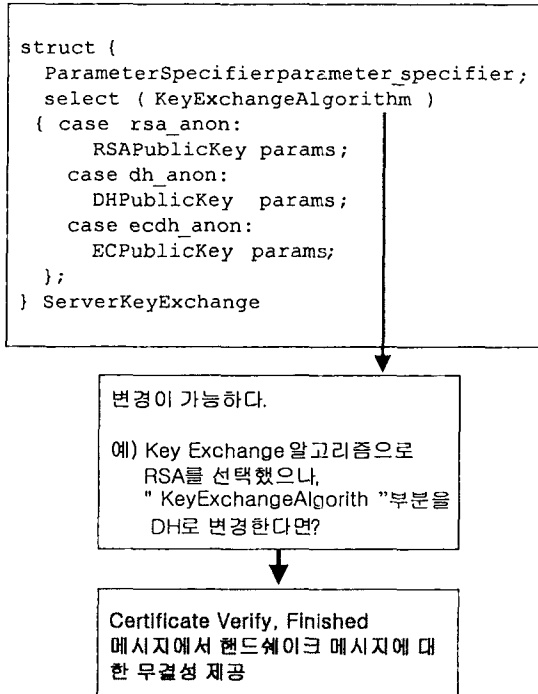 struct {
ParameterSpecifierparameter_specifier;
select ( KeyExchangeAlgorithm )
{ case rsa_anon:
RSAPublicKey params;
case dh_anon:
DHPublicKey params;
case ecdh_anon:
ECPublicKey params;
};
} ServerKeyExchange
변경이 가능하다.
예) Key Exchange 알고리즘으로
RSA를 선택했으나,
" KeyExchangeAlgorith "부분을
DH로 변경한다면?
Certificate Verify, Finished
메시지에서 핸드쉐이크 메시지에 대
한 무결성 제공